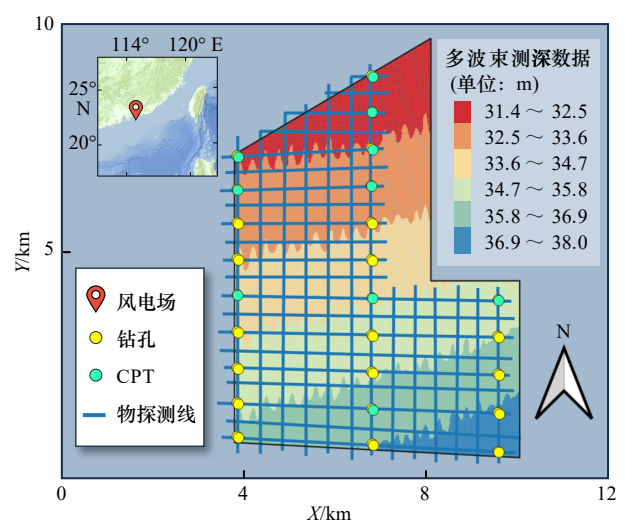 10
5
0
4
8
12
Y/km
X/km
114°
120° E
25°
N
20°
多波束测深数据
(单位：m)
31.4～32.5
32.5～33.6
33.6～34.7
34.7～35.8
35.8～36.9
36.9～38.0
风电场
钻孔
CPT
物探测线
N